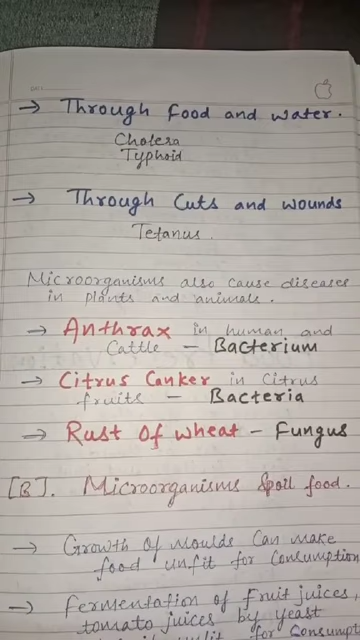 → Through food and water.
Cholera
Typhoid
→ Through Cuts and wounds
Tetanus.
Microorganisms also cause diseases
in plants and animals.
→ Anthrax in human and
Cattle - Bacterium
→ Citrus Canker in Citrus
fruits - Bacteria
→ Rust Of wheat - Fungus
[B]. Microorganisms Spoil food.
→ Growth of Moulds Can make
food unfit for Consumption
→ Fermentation of fruit juices,
tomato juices by yeast
unfit for Consumpt